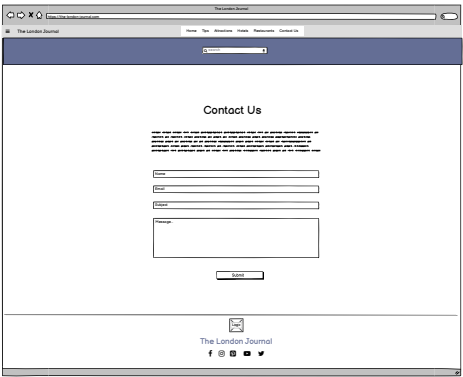 The London Journal
https://the-london-journal.com
The London Journal
Home Tips Attractions Hotels Restaurants Contact Us
search
Contact Us
Name
Email
Subject
Message..
Submit
Logo
The London Journal